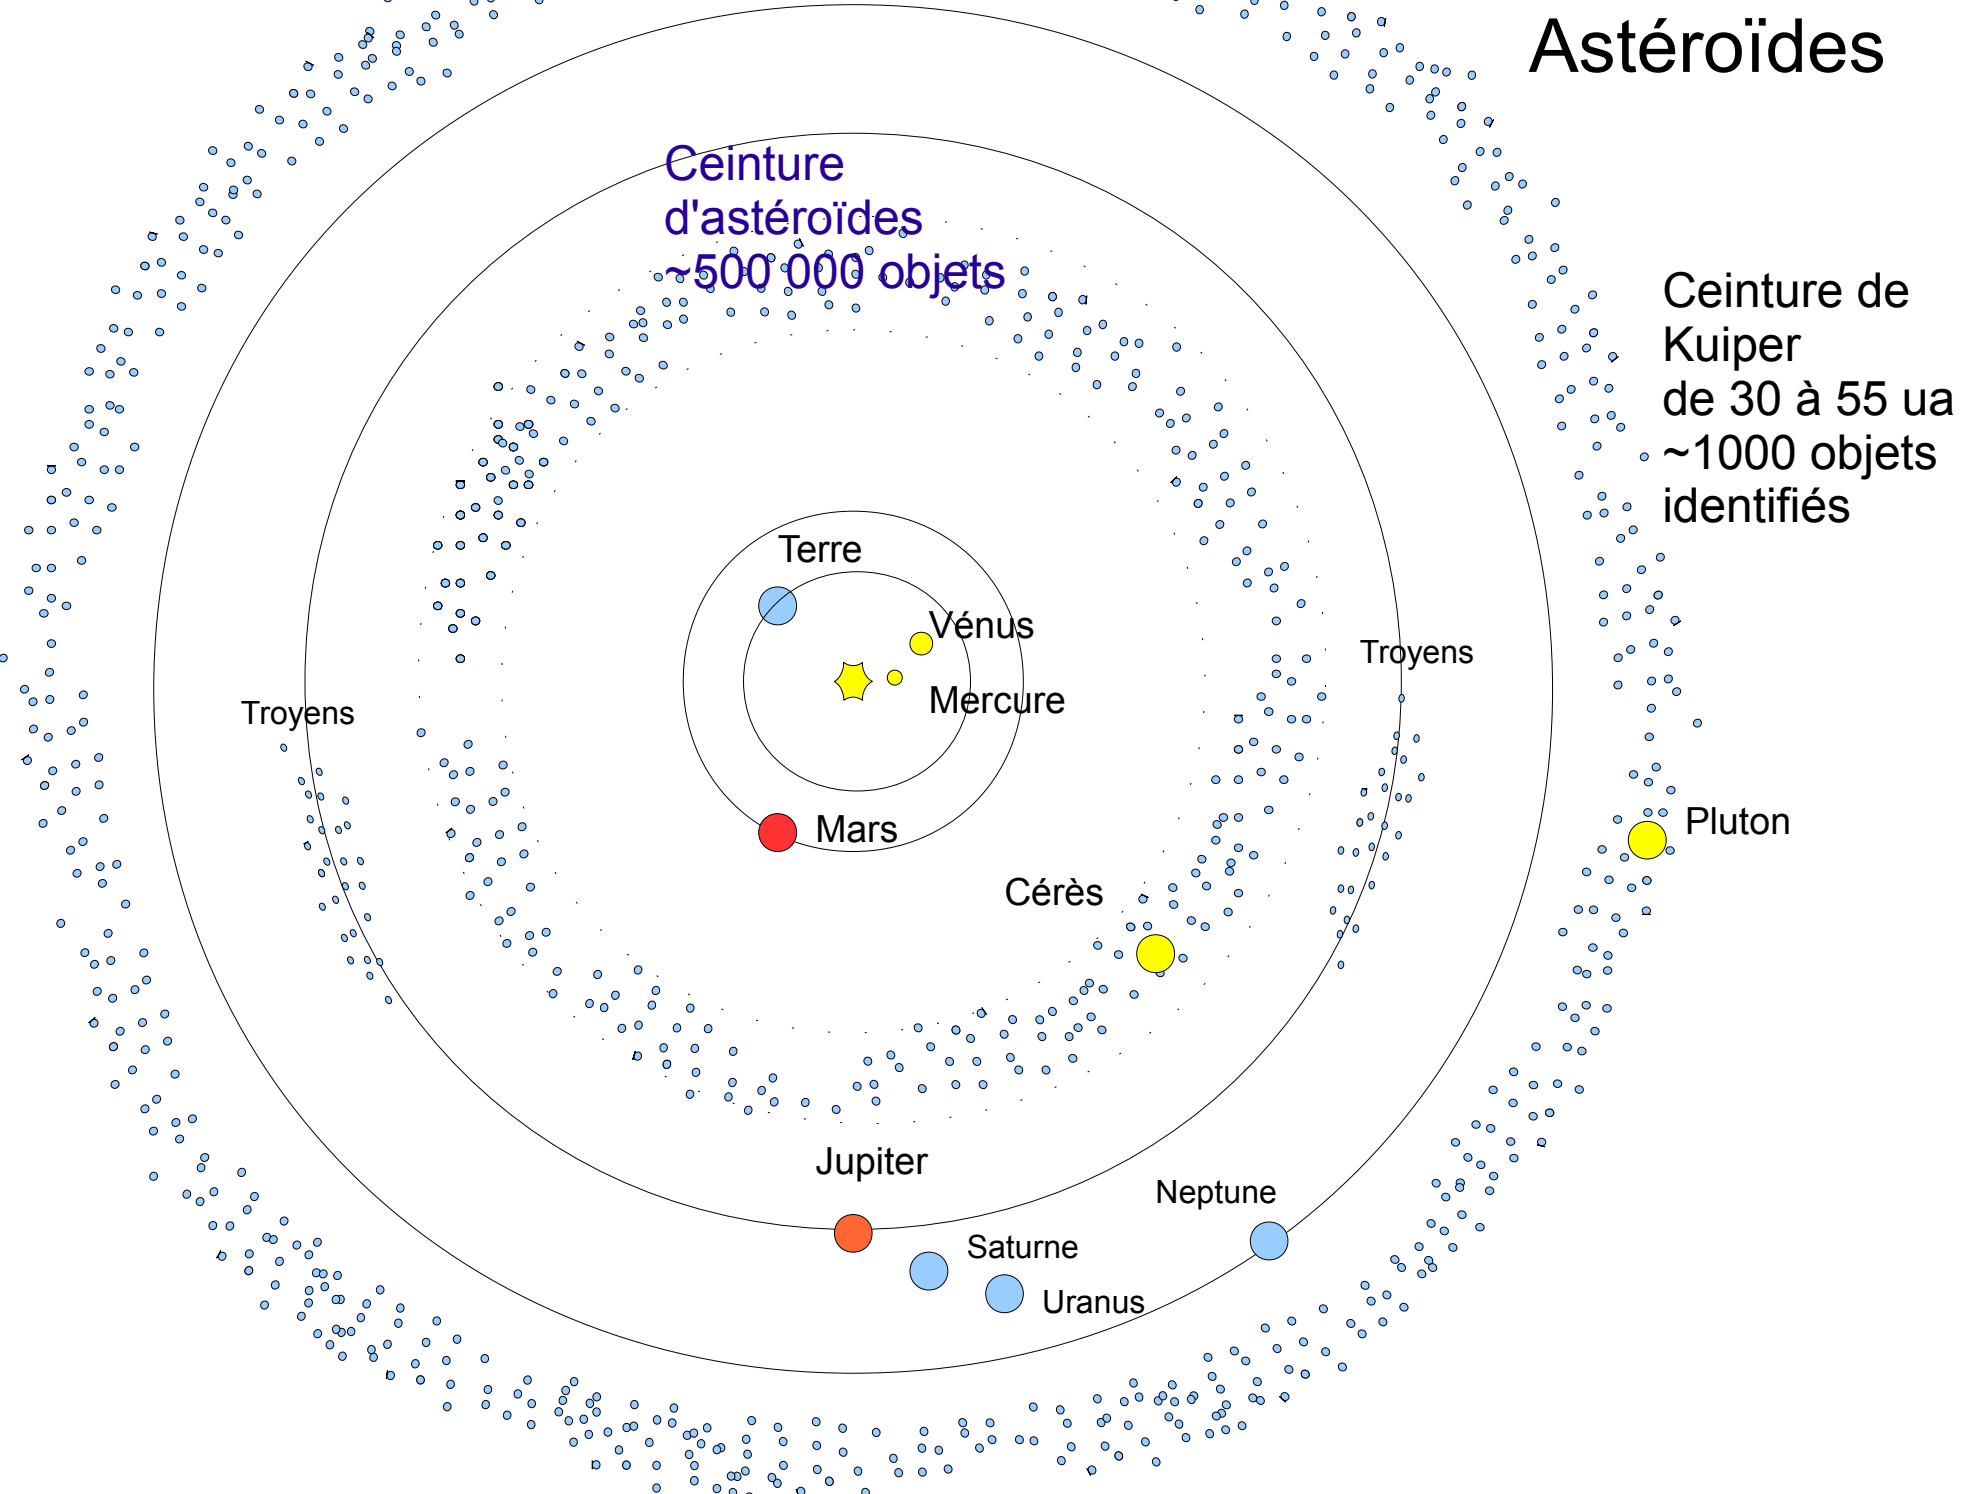 Astéroïdes
Ceinture
d'astéroïdes
~500 000 objets
Ceinture de
Kuiper
de 30 à 55 ua
~1000 objets
identifiés
Terre
Vénus
Mercure
Troyens
Troyens
Mars
Pluton
Cérès
Jupiter
Neptune
Saturne
Uranus